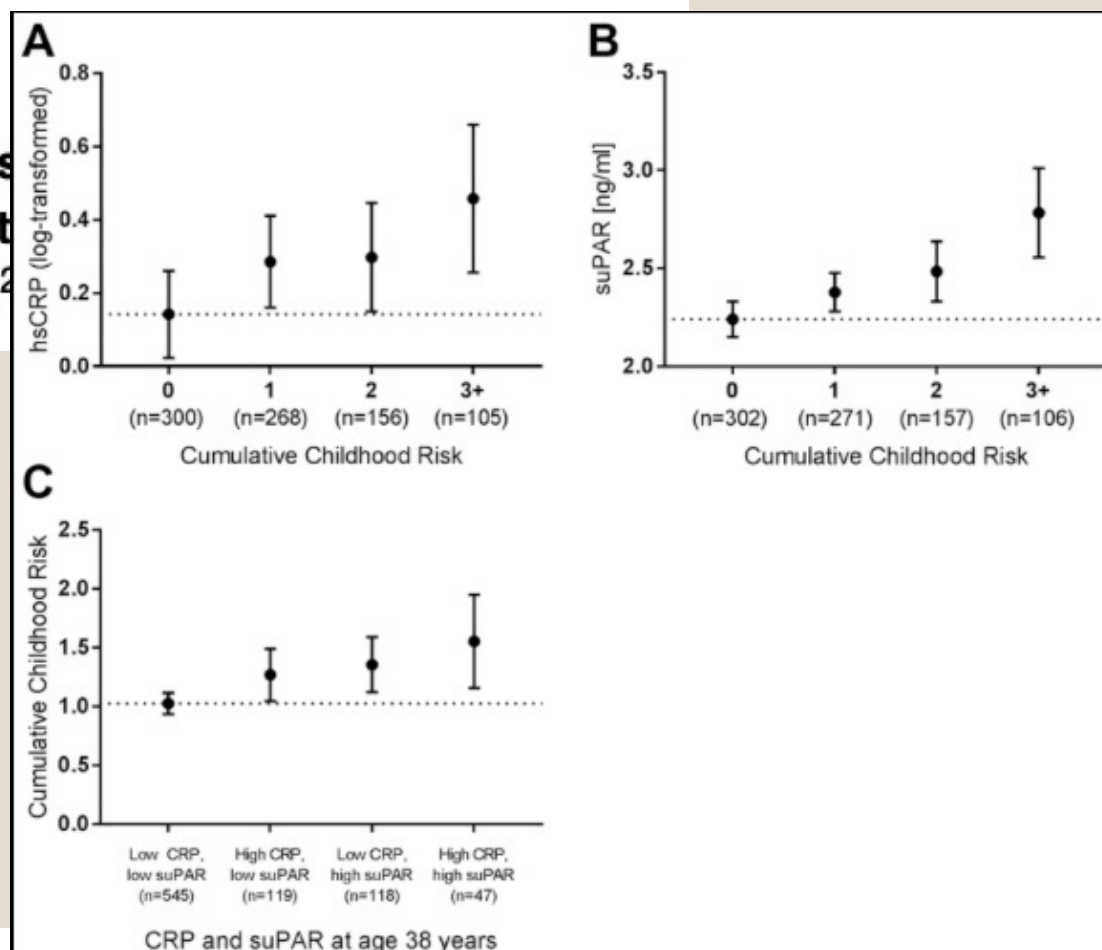 A
hsCRP (log-transformed)
0.8
0.6
0.4
0.2
0.0
0 1 2 3+
(n=300) (n=268) (n=156) (n=105)
Cumulative Childhood Risk
B
suPAR [ng/ml]
3.5
3.0
2.5
2.0
0 1 2 3+
(n=302) (n=271) (n=157) (n=106)
Cumulative Childhood Risk
C
Cumulative Childhood Risk
2.5
2.0
1.5
1.0
0.5
0.0
Low CRP, High CRP, Low CRP, High CRP,
low suPAR low suPAR high suPAR high suPAR
(n=545) (n=119) (n=118) (n=47)
CRP and suPAR at age 38 years